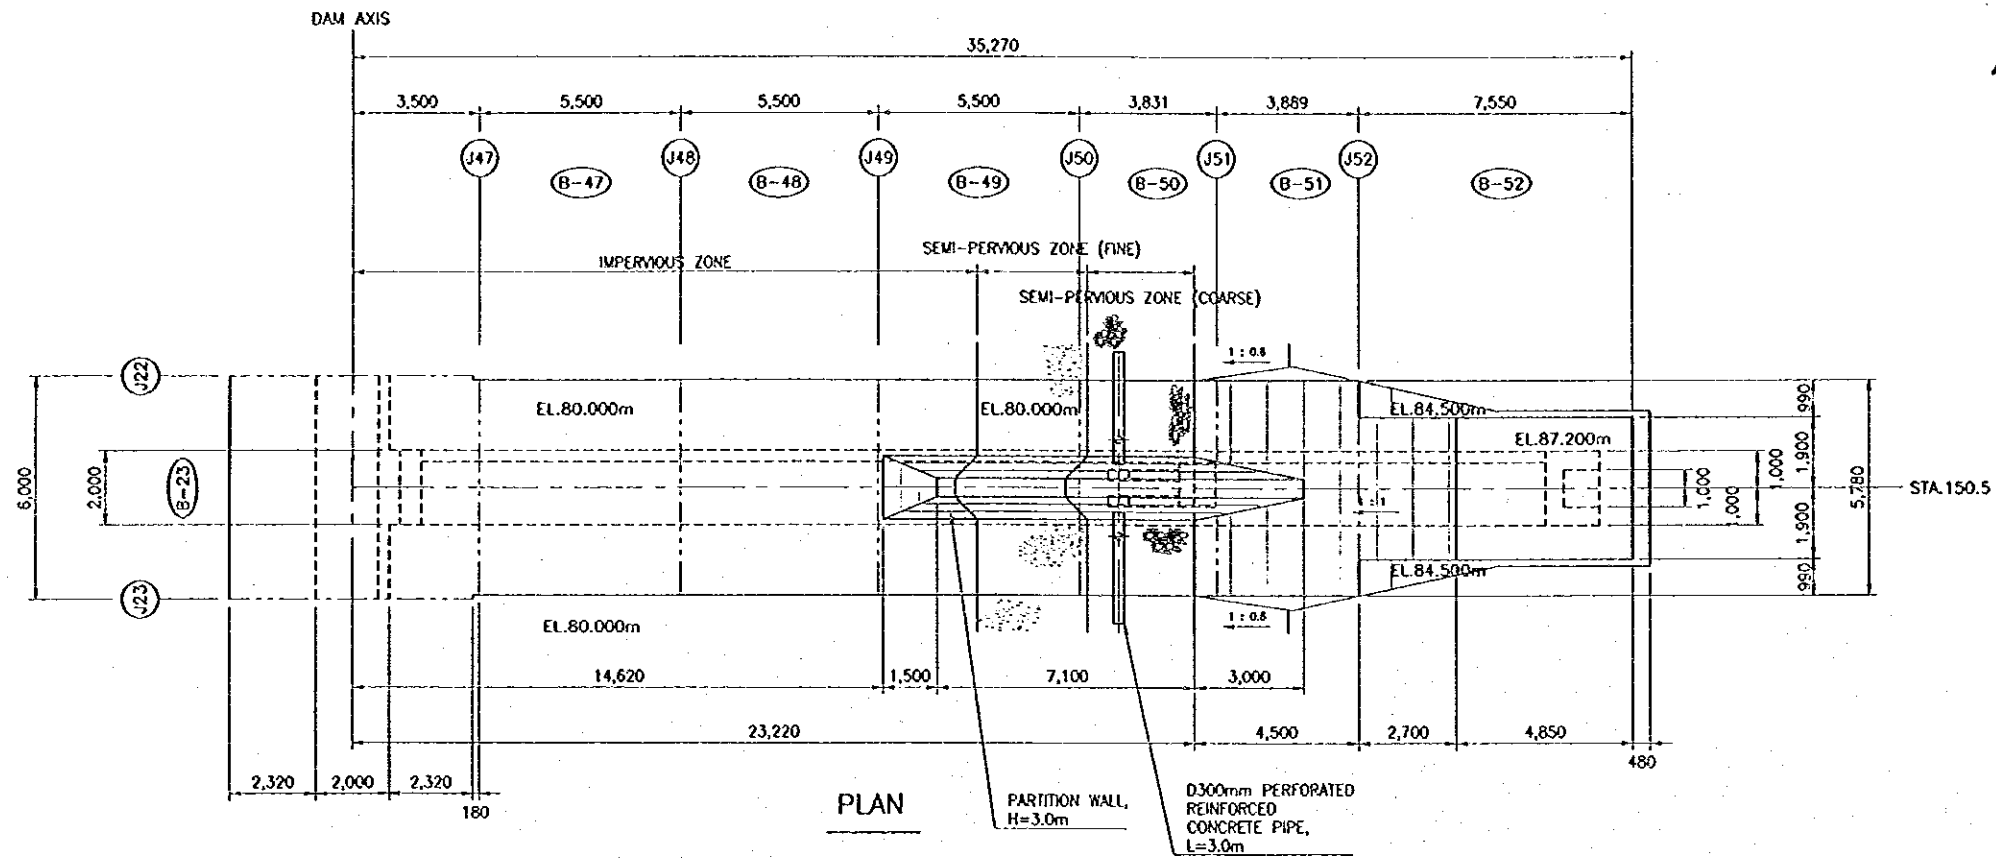 DAM AXIS
35,270
3,500
5,500
5,500
5,500
3,831
3,889
7,550
J47
J48
J49
J50
J51
J52
B-47
B-48
B-49
B-50
B-51
B-52
SEMI-PERVIOUS ZONE (FINE)
IMPERVIOUS ZONE
SEMI-PERVIOUS ZONE (COARSE)
1 : 0.8
J22
EL.80.000m
EL.80.000m
EL.84.500m
EL.87.200m
990
1,900
1,000
5,780
1,000
1,000
1,900
990
6,000
2,000
B-23
STA.150.5
1 : 1
J23
EL.84.500m
EL.80.000m
1 : 0.8
14,620
1,500
7,100
3,000
23,220
4,500
2,700
4,850
480
2,320
2,000
2,320
180
PLAN
PARTITION WALL,
H=3.0m
D300mm PERFORATED
REINFORCED
CONCRETE PIPE,
L=3.0m